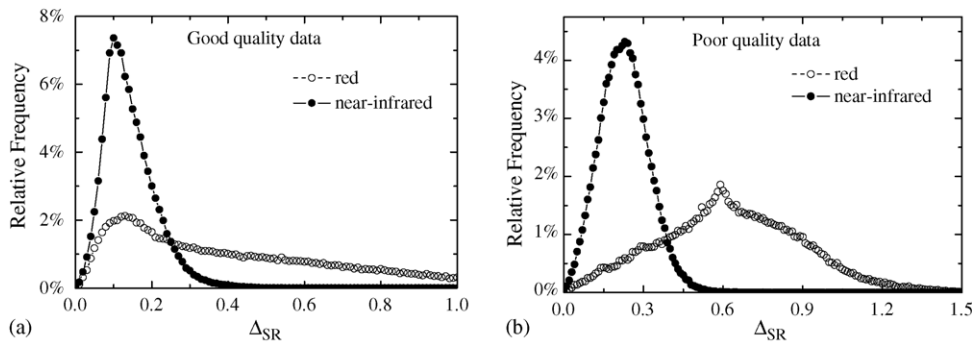 8%
6%
4%
2%
0%
Relative Frequency
Good quality data
red
near-infrared
0.0 0.2 0.4 0.6 0.8 1.0
(a)
Δ_SR
4%
3%
2%
1%
0%
Relative Frequency
Poor quality data
red
near-infrared
0.0 0.3 0.6 0.9 1.2 1.5
(b)
Δ_SR